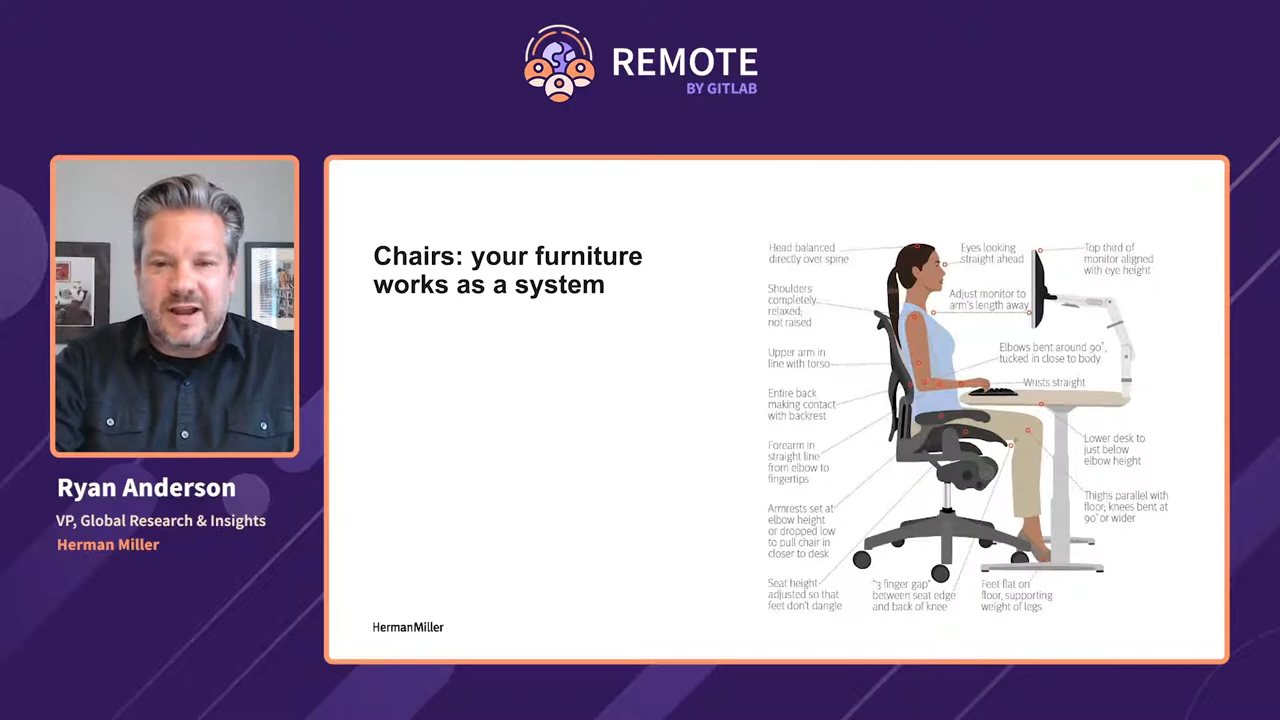 REMOTE
BY GITLAB
Ryan Anderson
VP, Global Research & Insights
Herman Miller
Chairs: your furniture
works as a system
Head balanced
directly over spine
Shoulders
completely
relaxed;
not raised
Upper arm in
line with torso
Entire back
making contact
with backrest
Forearm in
straight line
from elbow to
fingertips
Armrests set at
elbow height
or dropped low
to pull chair in
closer to desk
Seat height
adjusted so that
feet don't dangle
"3 finger gap"
between seat edge
and back of knee
Feet flat on
floor, supporting
weight of legs
Eyes looking
straight ahead
Adjust monitor to
arm's length away
Elbows bent around 90°,
tucked in close to body
Wrists straight
Top third of
monitor aligned
with eye height
Lower desk to
just below
elbow height
Thighs parallel with
floor; knees bent at
90° or wider
HermanMiller